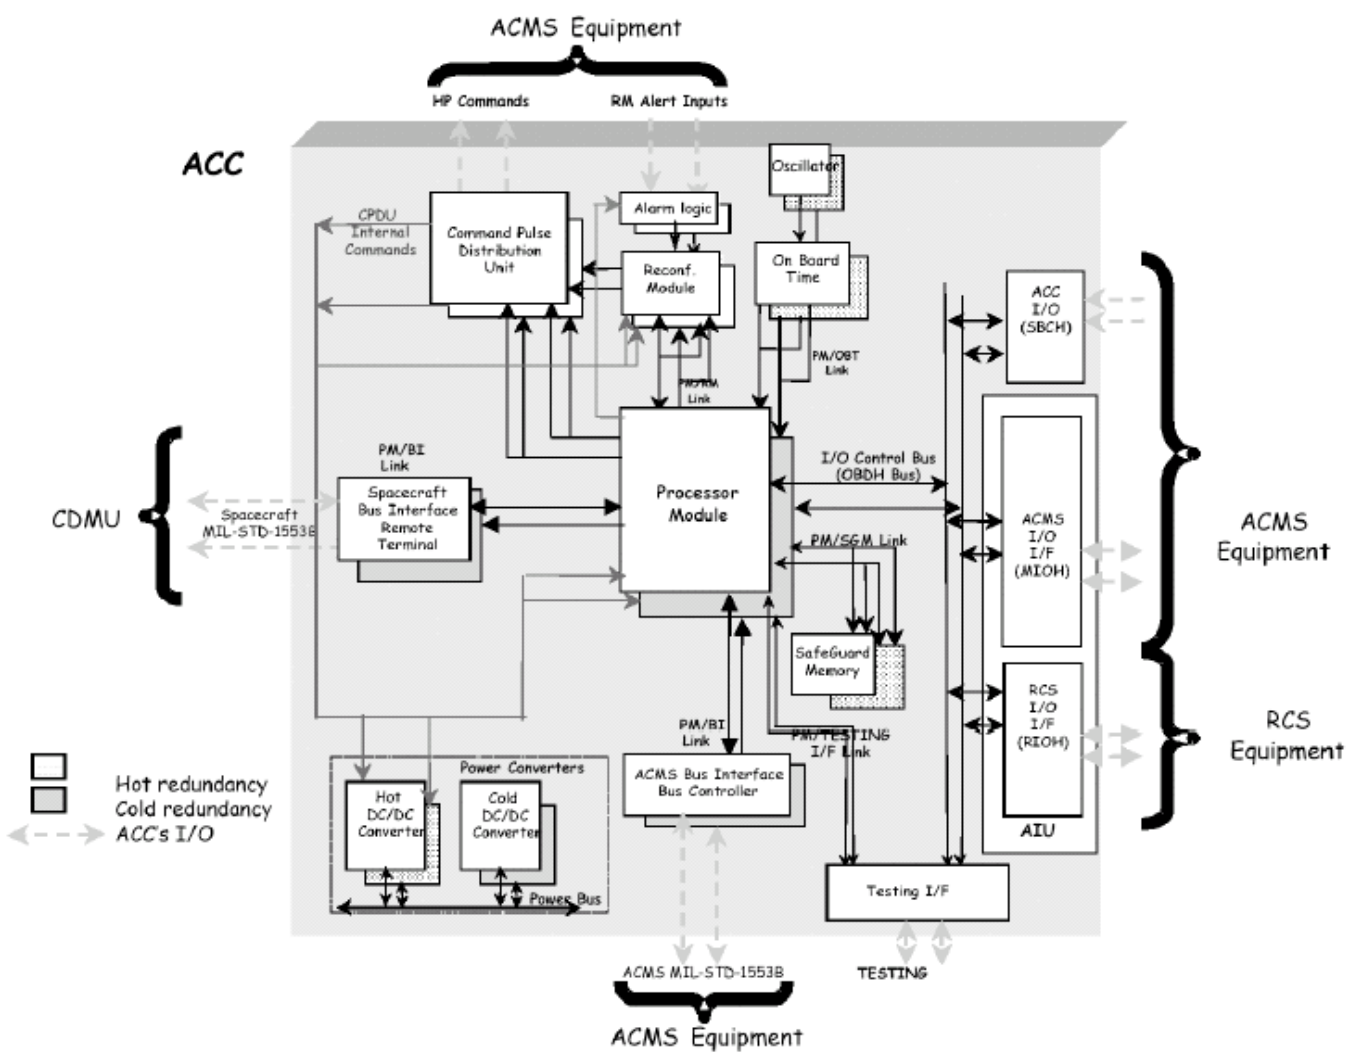 ACMS Equipment
HP Commands
RM Alert Inputs
ACC
Oscillator
CPDU
Internal
Commands
Command Pulse
Distribution
Unit
Alarm logic
Reconf.
Module
On Board
Time
ACC
I/O
(SBCH)
PM/OBT
Link
PM/RM
Link
PM/BI
Link
I/O Control Bus
(OBDH Bus)
Processor
Module
Spacecraft
Bus Interface
Remote
Terminal
CDMU
Spacecraft
MIL-STD-1553B
PM/SGM Link
ACMS
I/O
I/F
(MIOH)
ACMS
Equipment
SafeGuard
Memory
RCS
I/O
I/F
(RIOH)
RCS
Equipment
AIU
PM/BI
Link
PM/TESTING
I/F Link
Hot redundancy
Cold redundancy
ACC's I/O
Power Converters
Hot
DC/DC
Converter
Cold
DC/DC
Converter
Power Bus
ACMS Bus Interface
Bus Controller
Testing I/F
ACMS MIL-STD-1553B
TESTING
ACMS Equipment